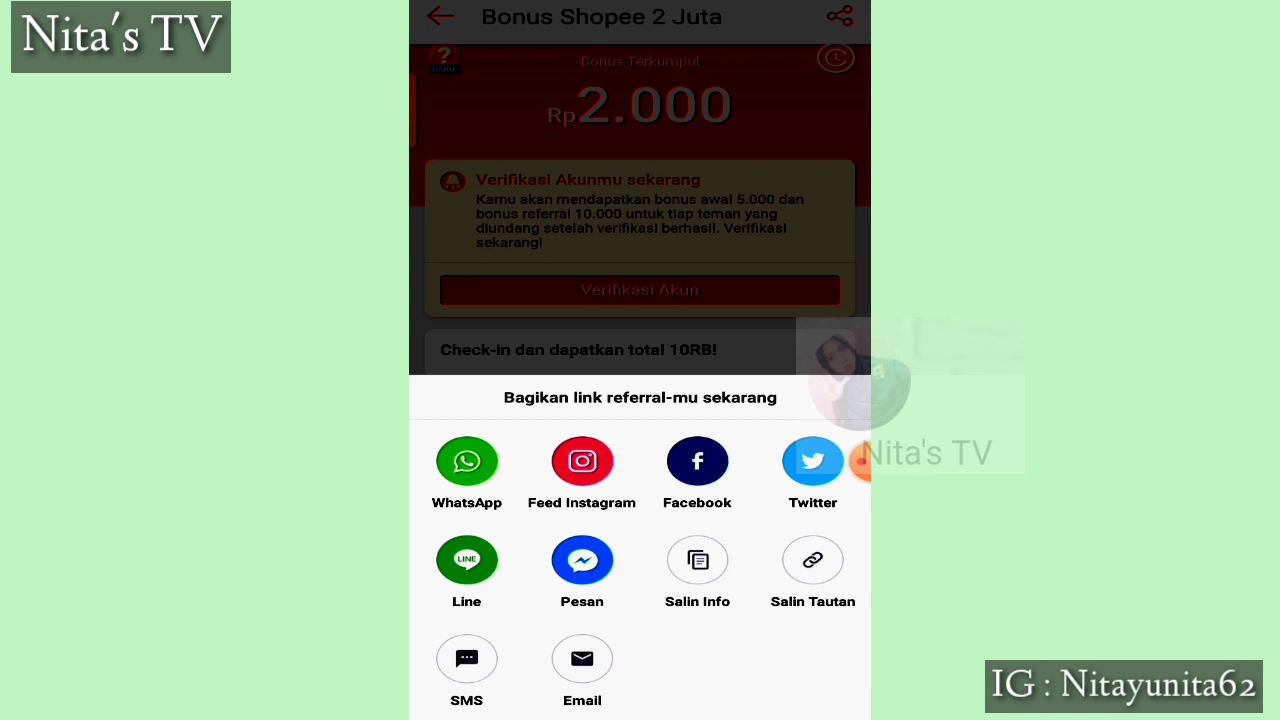 Nita's TV
Bonus Shopee 2 Juta
Bonus Terkumpul
BARU
Rp2.000
Verifikasi Akunmu sekarang
Kamu akan mendapatkan bonus awal 5.000 dan
bonus referral 10.000 untuk tiap teman yang
diundang setelah verifikasi berhasil. Verifikasi
sekarang!
Verifikasi Akun
Check-in dan dapatkan total 10RB!
Bagikan link referral-mu sekarang
Nita's TV
WhatsApp
Feed Instagram
Facebook
Twitter
LINE
Line
Pesan
Salin Info
Salin Tautan
SMS
Email
IG : Nitayunita62